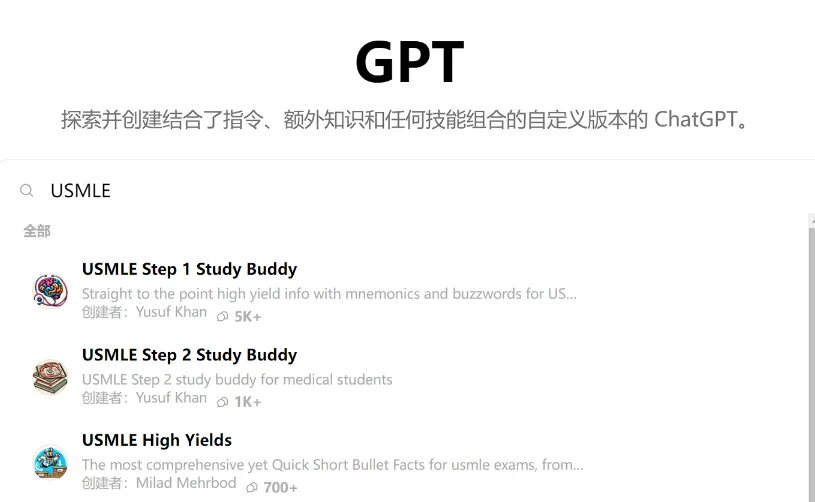 GPT
探索并创建结合了指令、额外知识和任何技能组合的自定义版本的 ChatGPT。
USMLE
全部
USMLE Step 1 Study Buddy
Straight to the point high yield info with mnemonics and buzzwords for US...
创建者：Yusuf Khan 5K+
USMLE Step 2 Study Buddy
USMLE Step 2 study buddy for medical students
创建者：Yusuf Khan 1K+
USMLE High Yields
The most comprehensive yet Quick Short Bullet Facts for usmle exams, from...
创建者：Milad Mehrbod 700+